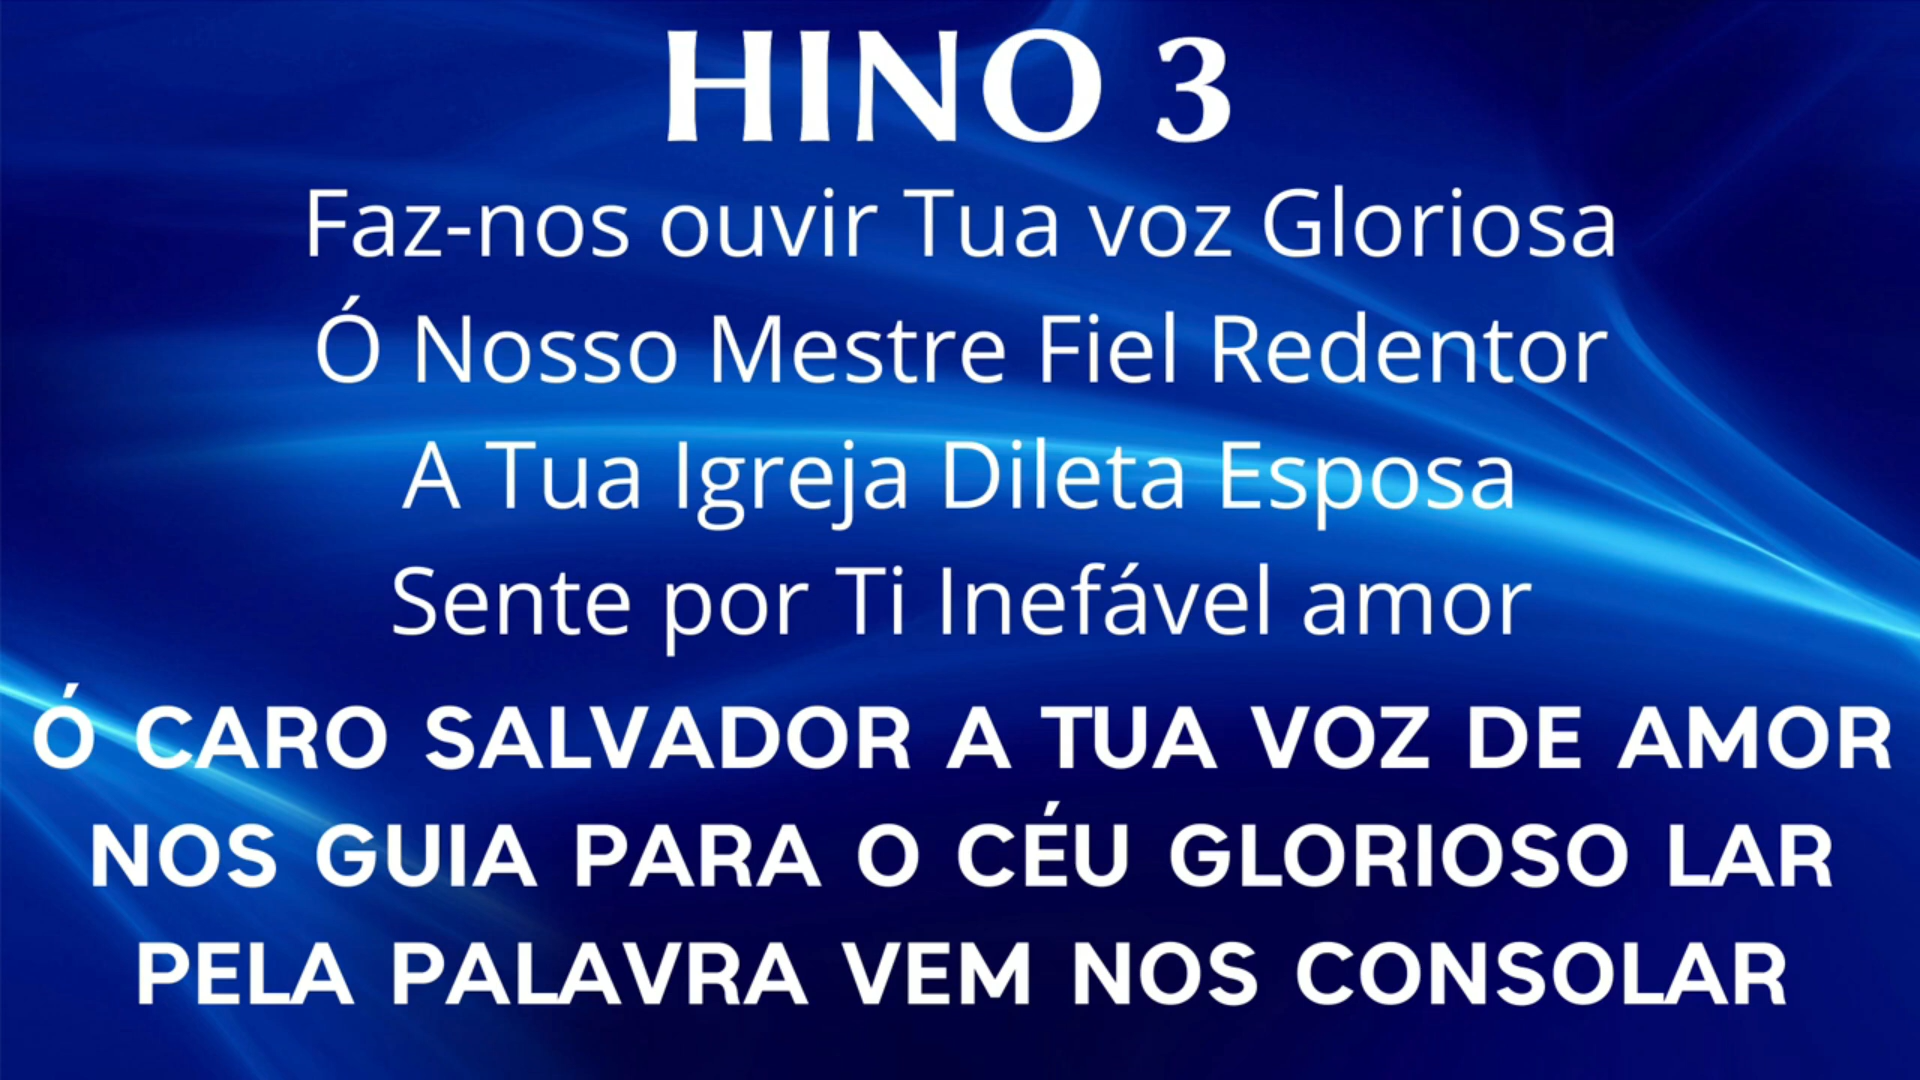 HINO 3
Faz-nos ouvir Tua voz Gloriosa
Ó Nosso Mestre Fiel Redentor
A Tua Igreja Dileta Esposa
Sente por Ti Inefável amor
Ó CARO SALVADOR A TUA VOZ DE AMOR
NOS GUIA PARA O CÉU GLORIOSO LAR
PELA PALAVRA VEM NOS CONSOLAR